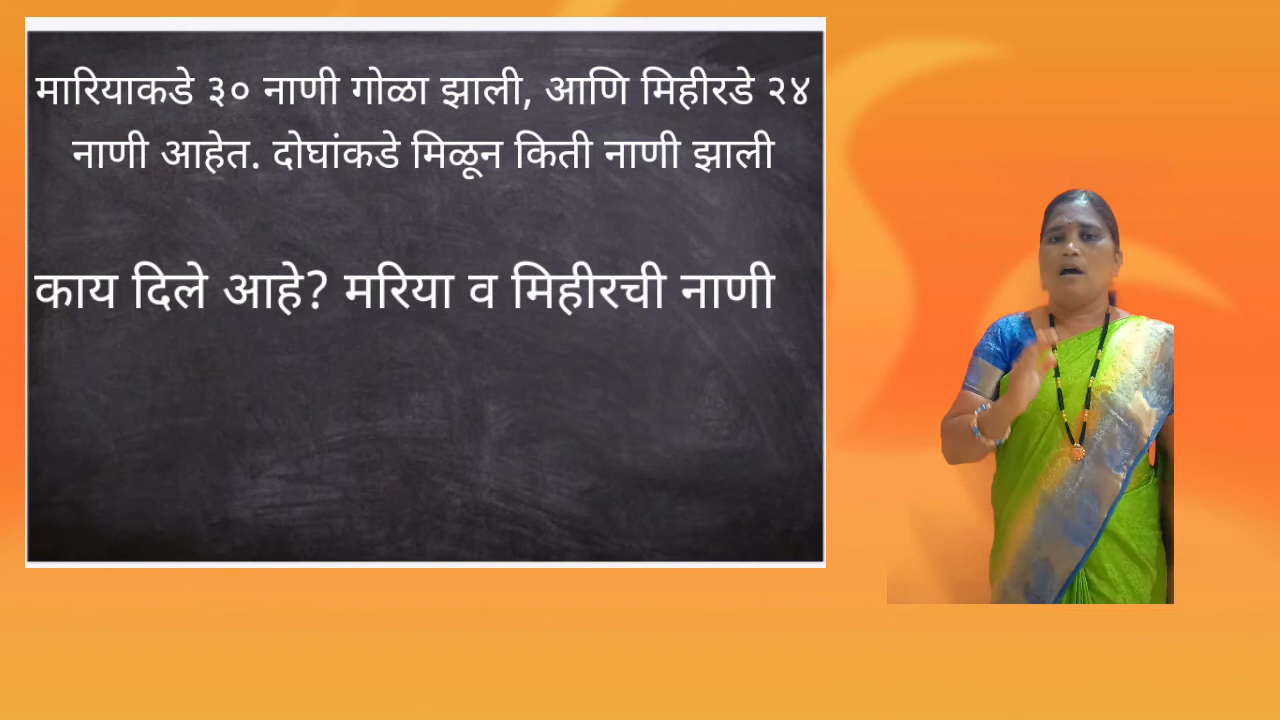 मारियाकडे ३० नाणी गोळा झाली, आणि मिहीरडे २४
नाणी आहेत. दोघांकडे मिळून किती नाणी झाली
काय दिले आहे? मरिया व मिहीरची नाणी